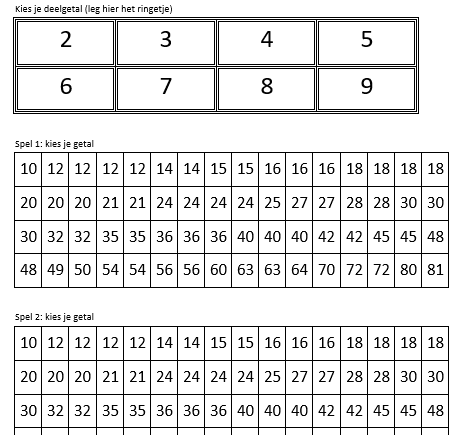 Kies je deelgetal (leg hier het ringetje)
2 3 4 5
6 7 8 9
Spel 1: kies je getal
10 12 12 12 12 14 14 15 15 16 16 16 18 18 18 18
20 20 20 21 21 24 24 24 24 25 27 27 28 28 30 30
30 32 32 35 35 36 36 36 40 40 40 42 42 45 45 48
48 49 50 54 54 56 56 60 63 63 64 70 72 72 80 81
Spel 2: kies je getal
10 12 12 12 12 14 14 15 15 16 16 16 18 18 18 18
20 20 20 21 21 24 24 24 24 25 27 27 28 28 30 30
30 32 32 35 35 36 36 36 40 40 40 42 42 45 45 48